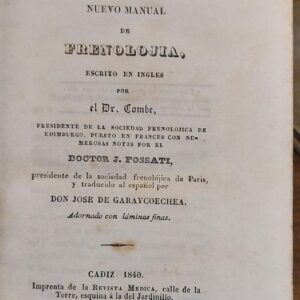 NUEVO MANUAL
DE
FRENOLOJIA,
ESCRITO EN INGLES
POR
el Dr. Combe,
PRESIDENTE DE LA SOCIEDAD FRENOLOJICA DE
EDIMBURGO, PUESTO EN FRANCES CON NU-
MEROSAS NOTAS POR EL
DOCTOR J. FOSSATI,
presidente de la sociedad frenolójica de Paris,
y traducido al español por
DON JOSE DE GARAYCOECHEA.
Adornado con láminas finas.
CADIZ 1840.
Imprenta de la REVISTA MEDICA, calle de la
Torre, esquina á la del Jardinillo.